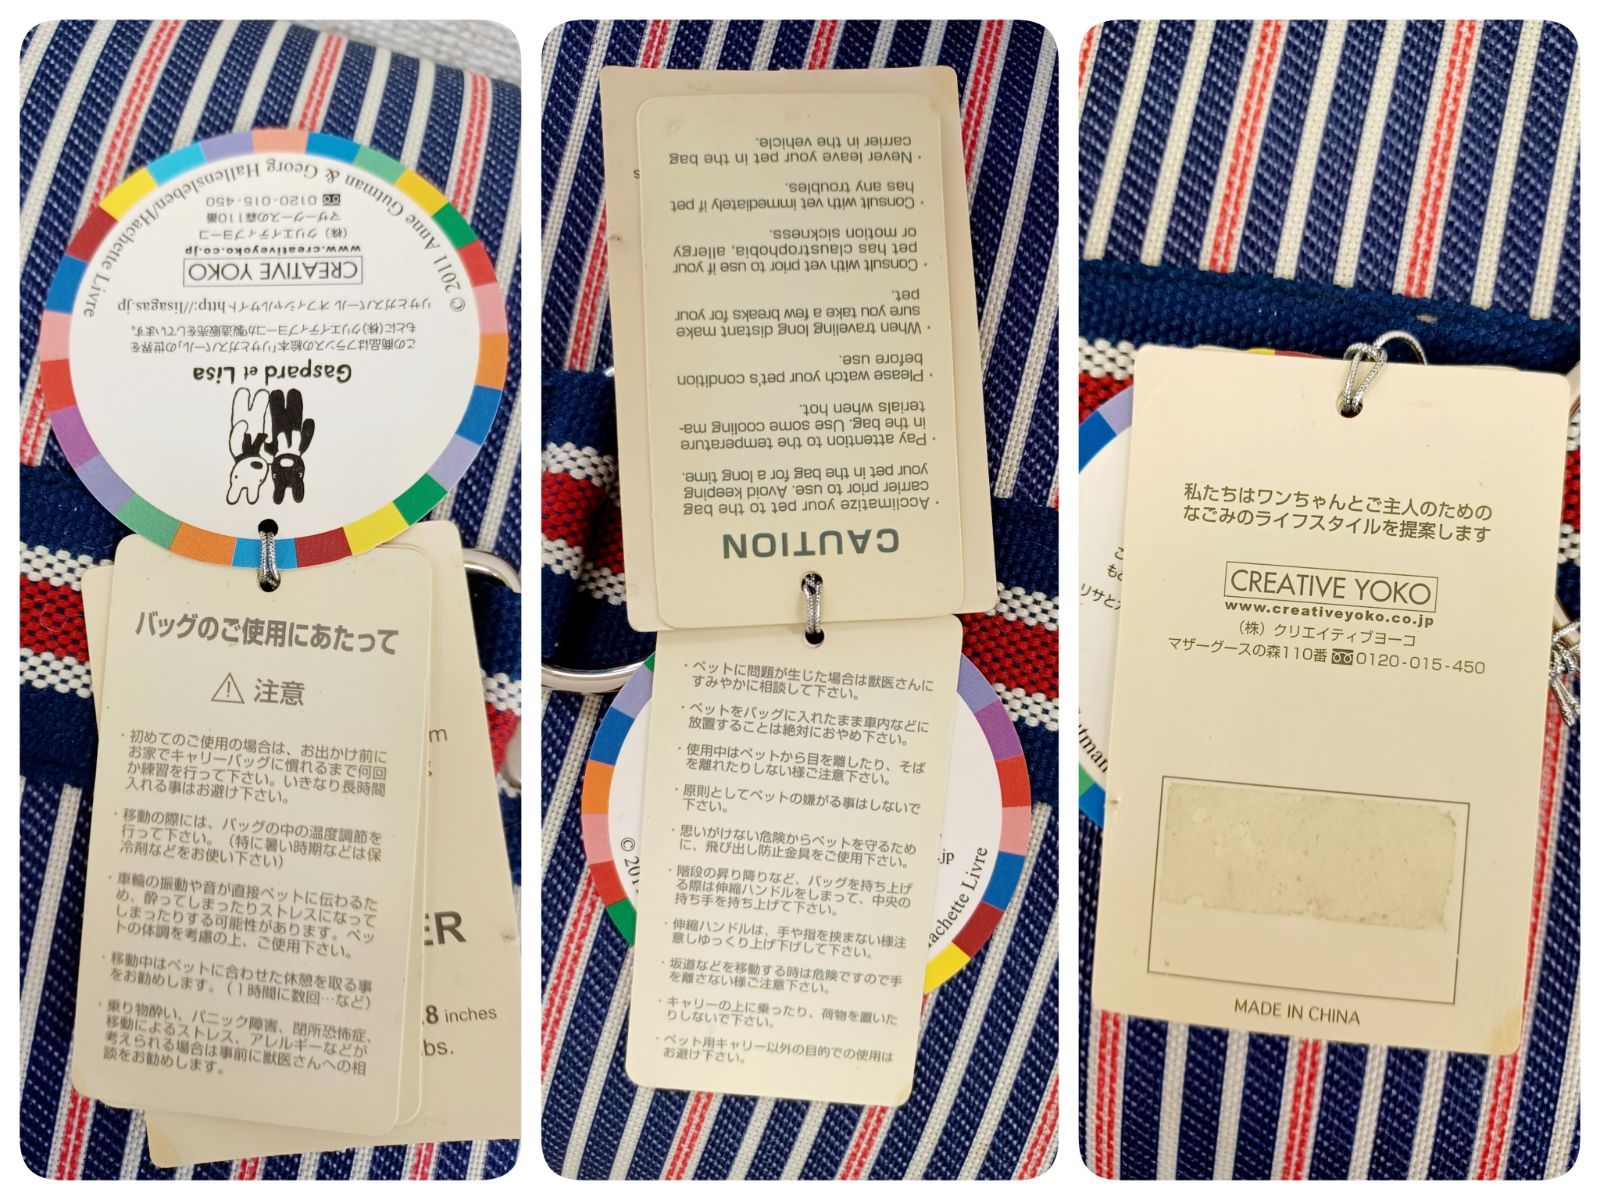 Gaspard et Lisa
この商品はフランスの絵本「リサとガスパール」の世界を
もとに(株)クリエイティブヨーコが製造販売をしています。
リサとガスパール オフィシャルサイト http://lisagas.jp
CREATIVE YOKO
www.creativeyoko.co.jp
(株)クリエイティブヨーコ
マザーグースの森110番
0120-015-450
© 2011 Anne Gutman & Georg Hallensleben/Hachette Livre
バッグのご使用にあたって
注意
・初めてのご使用の場合は、お出かけ前に
お家でキャリーバッグに慣れるまで何回
か練習を行って下さい。いきなり長時間
入れる事はお避け下さい。
・移動の際には、バッグの中の温度調節を
行って下さい。(特に暑い時期などは保
冷剤などをお使い下さい)
・車輪の振動や音が直接ペットに伝わるた
め、酔ってしまったりストレスになって
しまったりする可能性があります。ペッ
トの体調を考慮の上、ご使用下さい。
・移動中はペットに合わせた休憩を取る事
をお勧めします。(1時間に数回…など)
・乗り物酔い、パニック障害、閉所恐怖症、
移動によるストレス、アレルギーなどが
考えられる場合は事前に獣医さんへの相
談をお勧めします。
m
ER
8 inches
bs.
CAUTION
・Acclimatize your pet to the bag
carrier prior to use. Avoid keeping
your pet in the bag for a long time.
・Pay attention to the temperature
in the bag. Use some cooling ma-
terials when hot.
・Please watch your pet's condition
before use.
・When traveling long distant make
sure you take a few breaks for your
pet.
・Consult with vet prior to use if your
pet has claustrophobia, allergy
or motion sickness.
・Consult with vet immediately if pet
has any troubles.
・Never leave your pet in the bag
carrier in the vehicle.
s
・ペットに問題が生じた場合は獣医さんに
すみやかに相談して下さい。
・ペットをバッグに入れたまま車内などに
放置することは絶対におやめ下さい。
・使用中はペットから目を離したり、そば
を離れたりしない様ご注意下さい。
・原則としてペットの嫌がる事はしないで
下さい。
・思いがけない危険からペットを守るため
に、飛び出し防止金具をご使用下さい。
・階段の昇り降りなど、バッグを持ち上げ
る際は伸縮ハンドルをしまって、中央の
持ち手を持ち上げて下さい。
・伸縮ハンドルは、手や指を挟まない様注
意しゆっくり上げ下げして下さい。
・坂道などを移動する時は危険ですので手
を離さない様ご注意下さい。
・キャリーの上に乗ったり、荷物を置いた
りしないで下さい。
・ペット用キャリー以外の目的での使用は
お避け下さい。
© 201
.jp
achette Livre
私たちはワンちゃんとご主人のための
なごみのライフスタイルを提案します
CREATIVE YOKO
www.creativeyoko.co.jp
(株)クリエイティブヨーコ
マザーグースの森110番 0120-015-450
MADE IN CHINA
こ
もと
リサとガ
utman